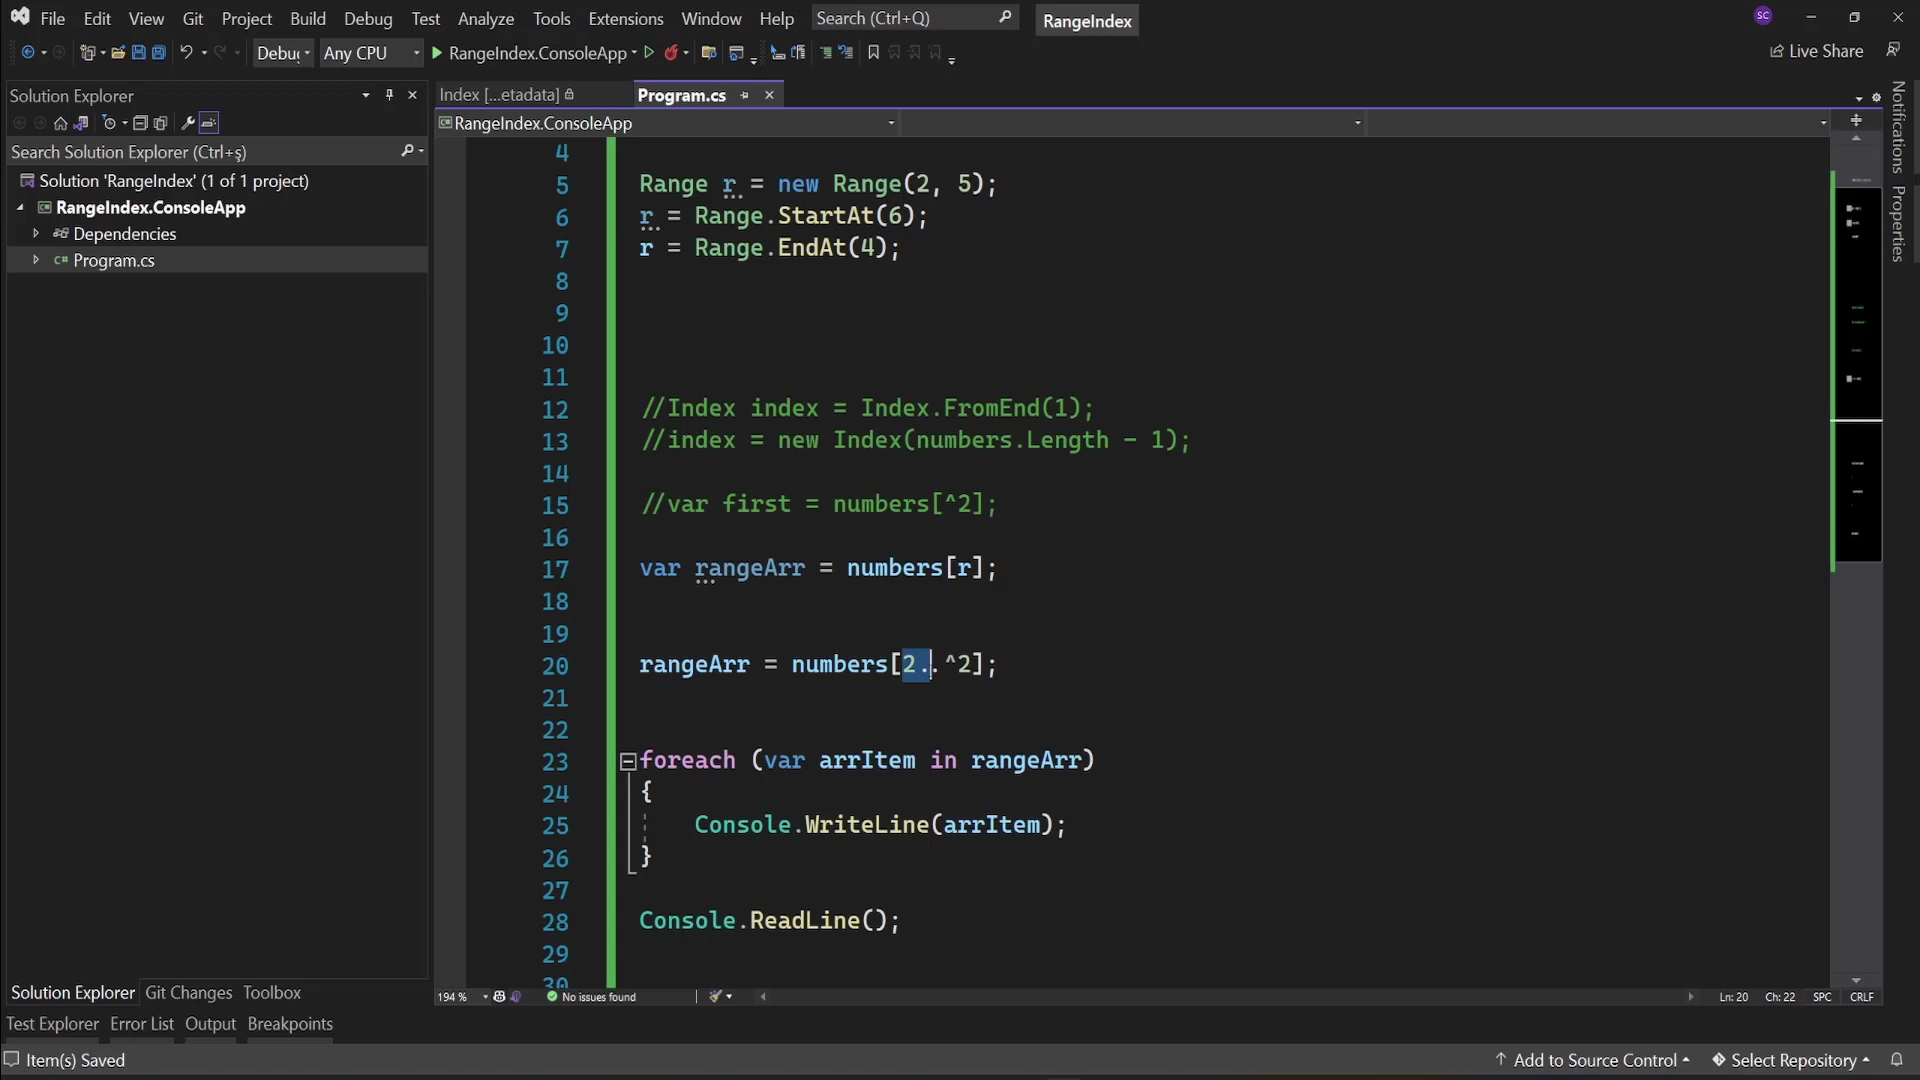 File Edit View Git Project Build Debug Test Analyze Tools Extensions Window Help Search (Ctrl+Q) RangeIndex SC
Debug Any CPU RangeIndex.ConsoleApp Live Share
Solution Explorer
Search Solution Explorer (Ctrl+ş)
Solution 'RangeIndex' (1 of 1 project)
RangeIndex.ConsoleApp
Dependencies
C# Program.cs
Index [...etadata] Program.cs
RangeIndex.ConsoleApp
4
5 Range r = new Range(2, 5);
6 r = Range.StartAt(6);
7 r = Range.EndAt(4);
8
9
10
11
12 //Index index = Index.FromEnd(1);
13 //index = new Index(numbers.Length - 1);
14
15 //var first = numbers[^2];
16
17 var rangeArr = numbers[r];
18
19
20 rangeArr = numbers[2..^2];
21
22
23 foreach (var arrItem in rangeArr)
24 {
25 Console.WriteLine(arrItem);
26 }
27
28 Console.ReadLine();
29
30
Notifications
Properties
194 % No issues found Ln: 20 Ch: 22 SPC CRLF
Solution Explorer Git Changes Toolbox
Test Explorer Error List Output Breakpoints
Item(s) Saved Add to Source Control Select Repository